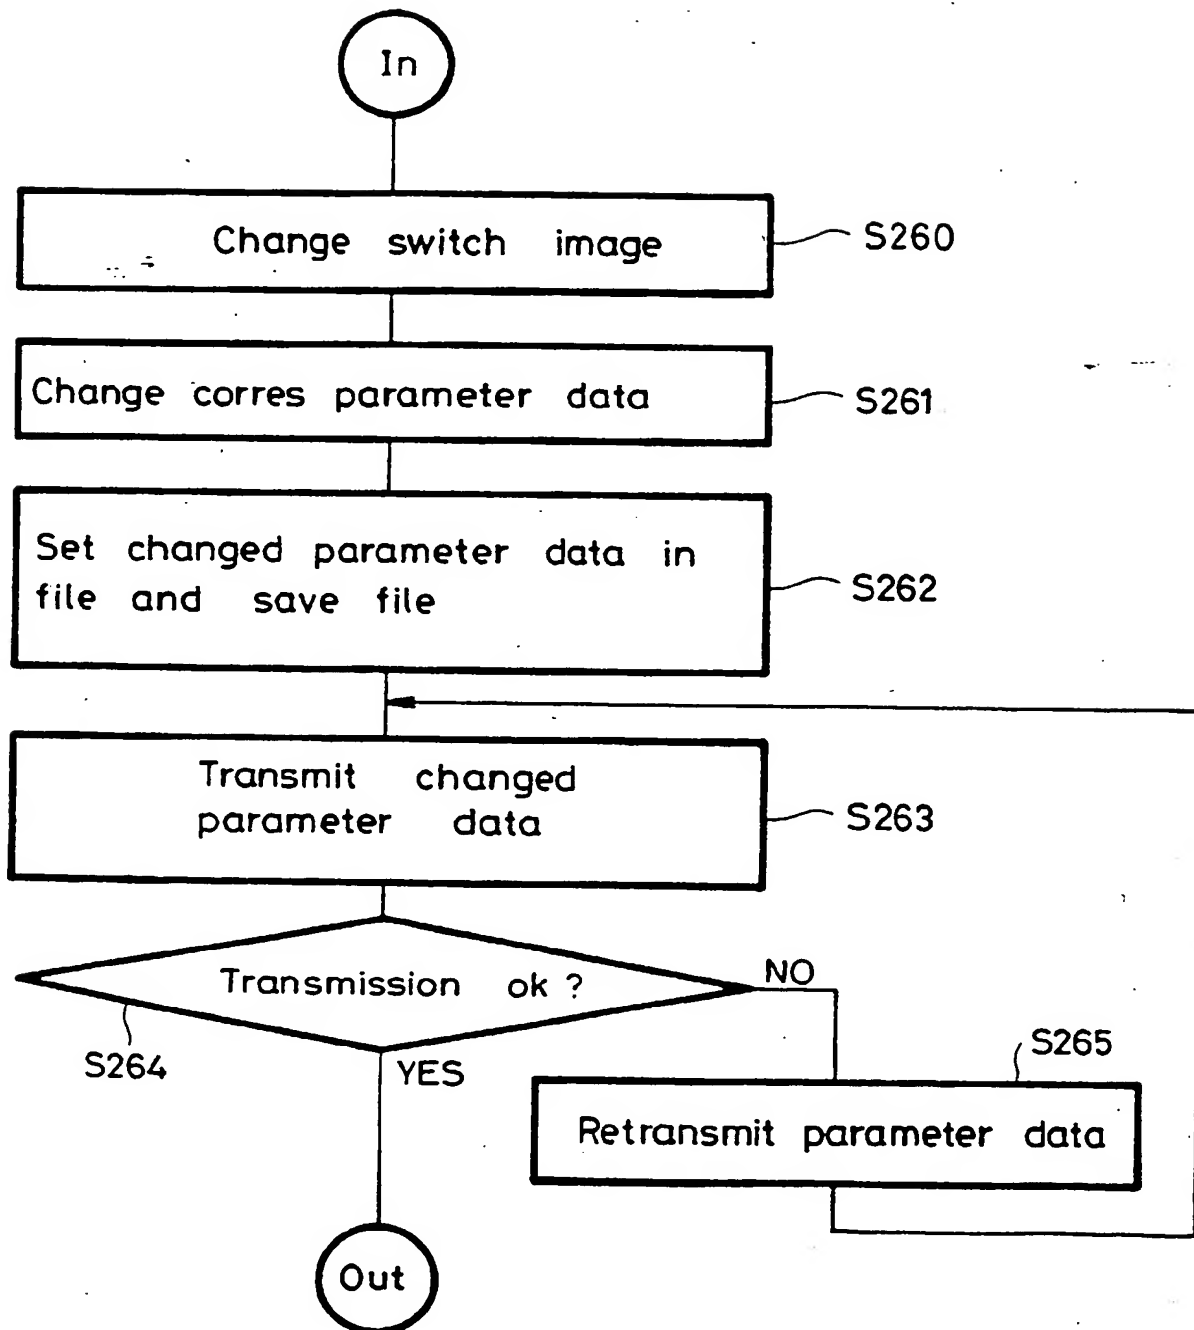 In
Change switch image
S260
Change corres parameter data
S261
Set changed parameter data in
file and save file
S262
Transmit changed
parameter data
S263
Transmission ok ?
NO
S264
YES
S265
Retransmit parameter data
Out